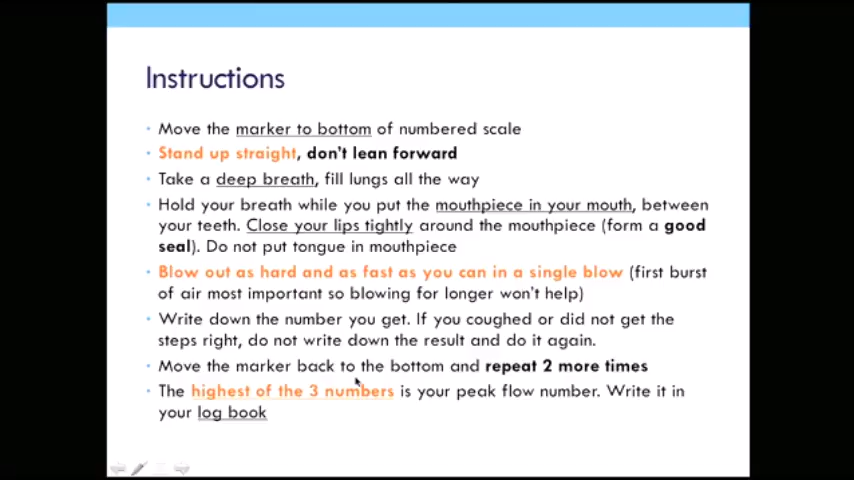 Instructions
Move the marker to bottom of numbered scale
Stand up straight, don't lean forward
Take a deep breath, fill lungs all the way
Hold your breath while you put the mouthpiece in your mouth, between
your teeth. Close your lips tightly around the mouthpiece (form a good
seal). Do not put tongue in mouthpiece
Blow out as hard and as fast as you can in a single blow (first burst
of air most important so blowing for longer won't help)
Write down the number you get. If you coughed or did not get the
steps right, do not write down the result and do it again.
Move the marker back to the bottom and repeat 2 more times
The highest of the 3 numbers is your peak flow number. Write it in
your log book